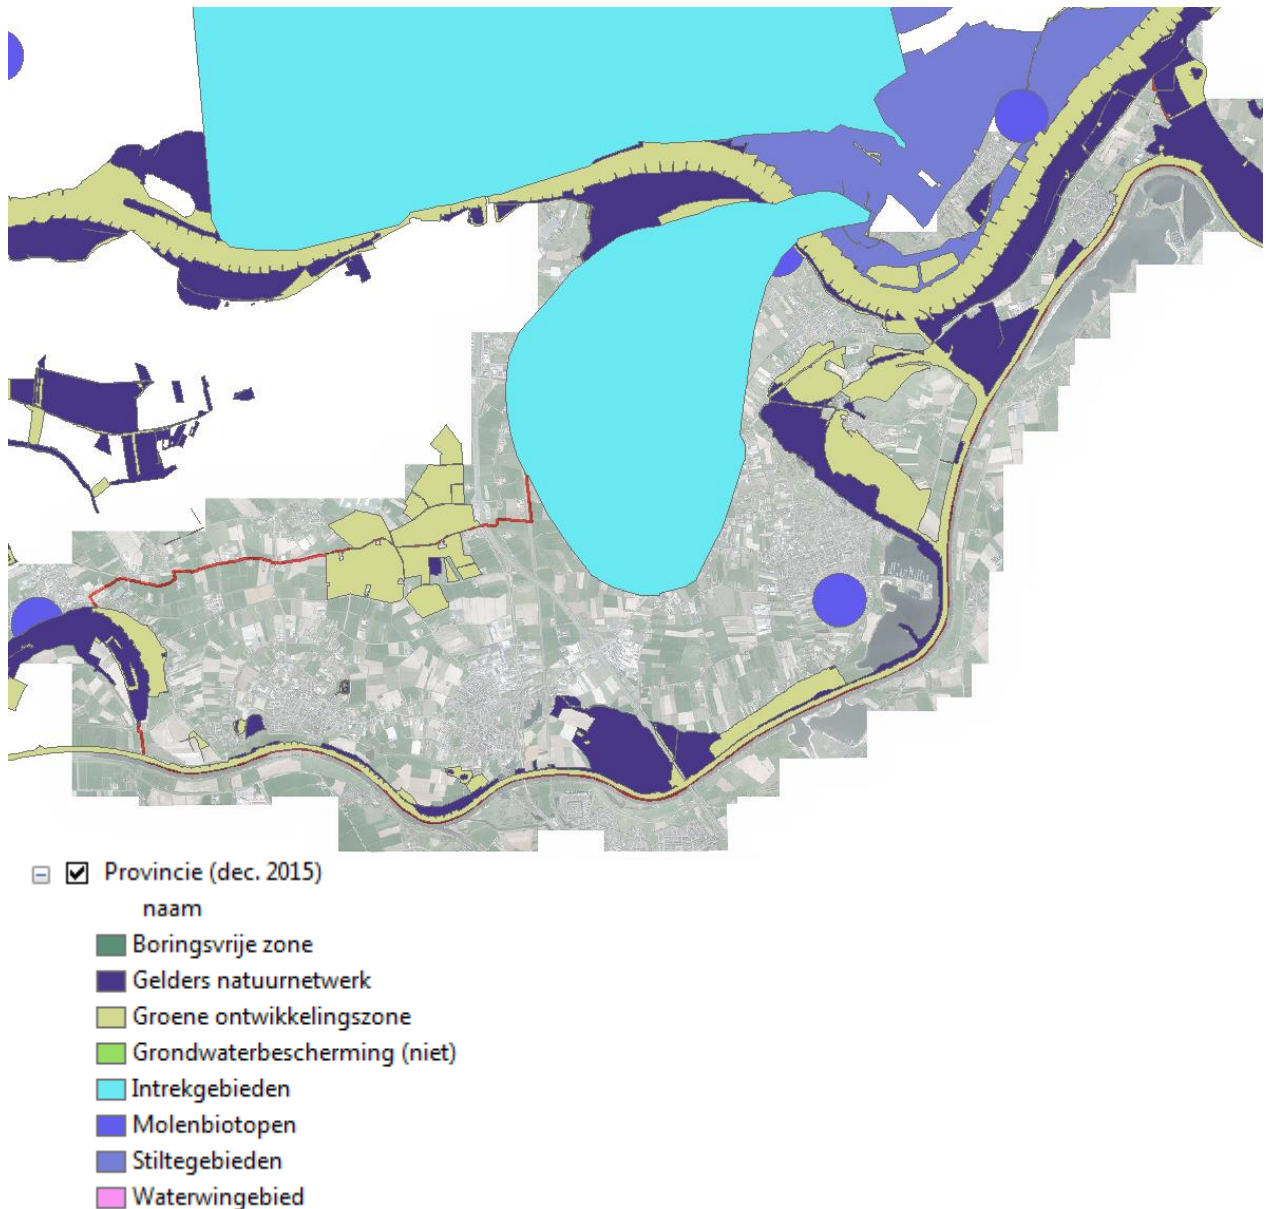 Provincie (dec. 2015)
naam
Boringsvrije zone
Gelders natuurnetwerk
Groene ontwikkelingszone
Grondwaterbescherming (niet)
Intrekgebieden
Molenbiotopen
Stiltegebieden
Waterwingebied